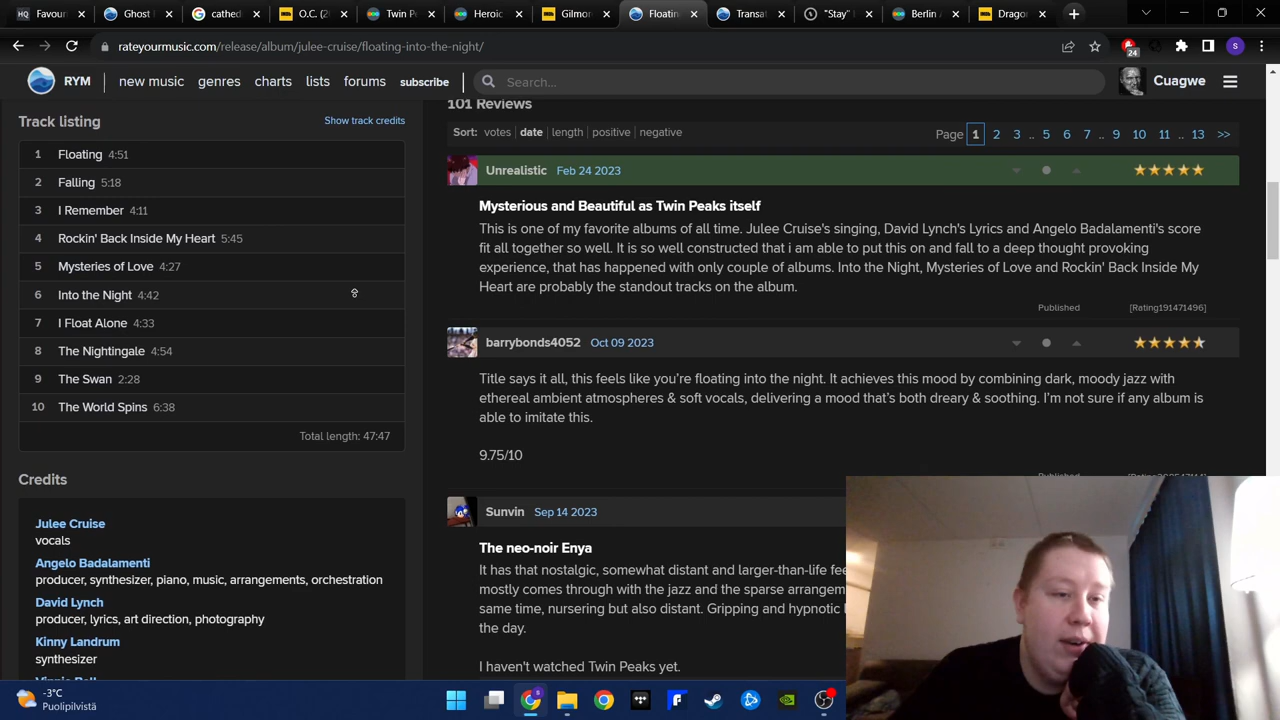 Favour
Ghost
cathed
O.C. (2
Twin P
Heroic
Gilmor
Floatin
Transat
"Stay"
Berlin A
Dragor
rateyourmusic.com/release/album/julee-cruise/floating-into-the-night/
24
S
RYM
new music
genres
charts
lists
forums
subscribe
Search...
Cuagwe
Track listing
Show track credits
1 Floating 4:51
2 Falling 5:18
3 I Remember 4:11
4 Rockin' Back Inside My Heart 5:45
5 Mysteries of Love 4:27
6 Into the Night 4:42
7 I Float Alone 4:33
8 The Nightingale 4:54
9 The Swan 2:28
10 The World Spins 6:38
Total length: 47:47
Credits
Julee Cruise
vocals
Angelo Badalamenti
producer, synthesizer, piano, music, arrangements, orchestration
David Lynch
producer, lyrics, art direction, photography
Kinny Landrum
synthesizer
101 Reviews
Sort: votes date length positive negative
Page 1 2 3 .. 5 6 7 .. 9 10 11 .. 13 >>
Unrealistic Feb 24 2023
Mysterious and Beautiful as Twin Peaks itself
This is one of my favorite albums of all time. Julee Cruise's singing, David Lynch's Lyrics and Angelo Badalamenti's score
fit all together so well. It is so well constructed that i am able to put this on and fall to a deep thought provoking
experience, that has happened with only couple of albums. Into the Night, Mysteries of Love and Rockin' Back Inside My
Heart are probably the standout tracks on the album.
Published [Rating191471496]
barrybonds4052 Oct 09 2023
Title says it all, this feels like you're floating into the night. It achieves this mood by combining dark, moody jazz with
ethereal ambient atmospheres & soft vocals, delivering a mood that's both dreary & soothing. I'm not sure if any album is
able to imitate this.
9.75/10
Published
Sunvin Sep 14 2023
The neo-noir Enya
It has that nostalgic, somewhat distant and larger-than-life fee
mostly comes through with the jazz and the sparse arrangem
same time, nursering but also distant. Gripping and hypnotic
the day.
I haven't watched Twin Peaks yet.
-3°C
Puolipilvistä